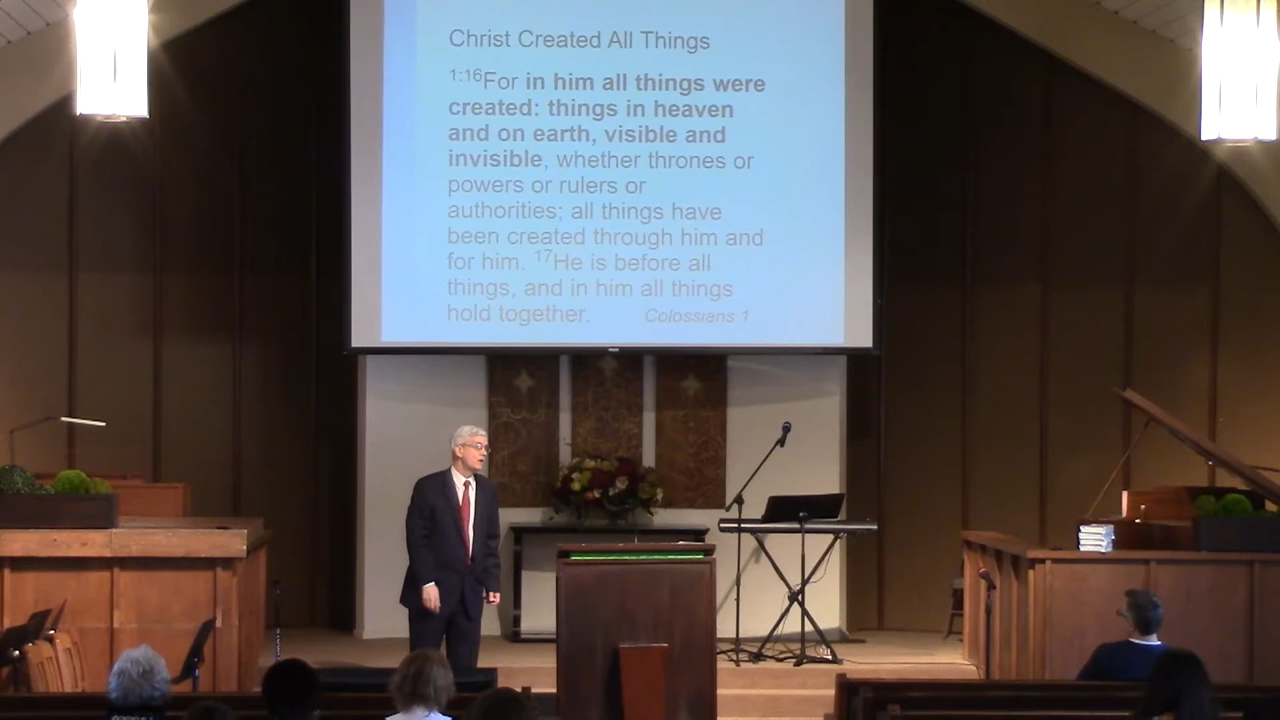 Christ Created All Things
1:16For in him all things were
created: things in heaven
and on earth, visible and
invisible, whether thrones or
powers or rulers or
authorities; all things have
been created through him and
for him. 17He is before all
things, and in him all things
hold together. Colossians 1